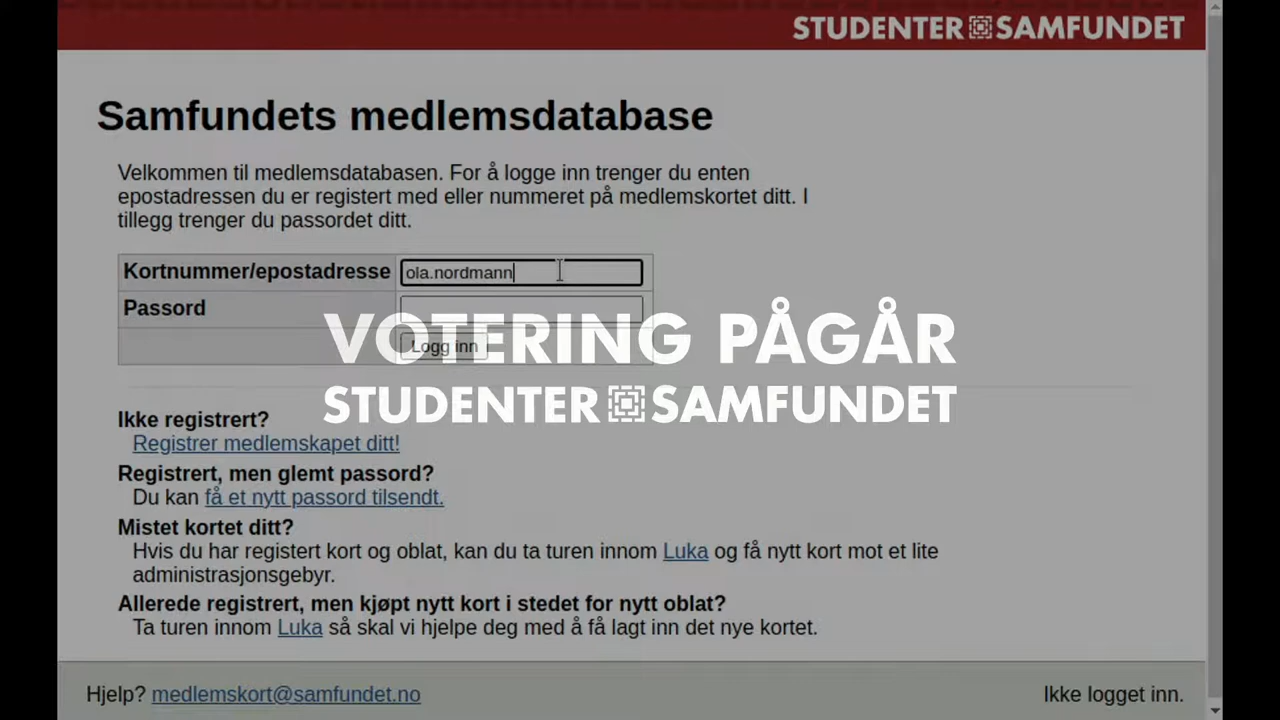 STUDENTER SAMFUNDET
Samfundets medlemsdatabase
Velkommen til medlemsdatabasen. For å logge inn trenger du enten
epostadressen du er registert med eller nummeret på medlemskortet ditt. I
tillegg trenger du passordet ditt.
Kortnummer/epostadresse ola.nordmann
Passord
Logg inn
VOTERING PÅGÅR
STUDENTER SAMFUNDET
Ikke registrert?
Registrer medlemskapet ditt!
Registrert, men glemt passord?
Du kan få et nytt passord tilsendt.
Mistet kortet ditt?
Hvis du har registert kort og oblat, kan du ta turen innom Luka og få nytt kort mot et lite
administrasjonsgebyr.
Allerede registrert, men kjøpt nytt kort i stedet for nytt oblat?
Ta turen innom Luka så skal vi hjelpe deg med å få lagt inn det nye kortet.
Hjelp? medlemskort@samfundet.no Ikke logget inn.